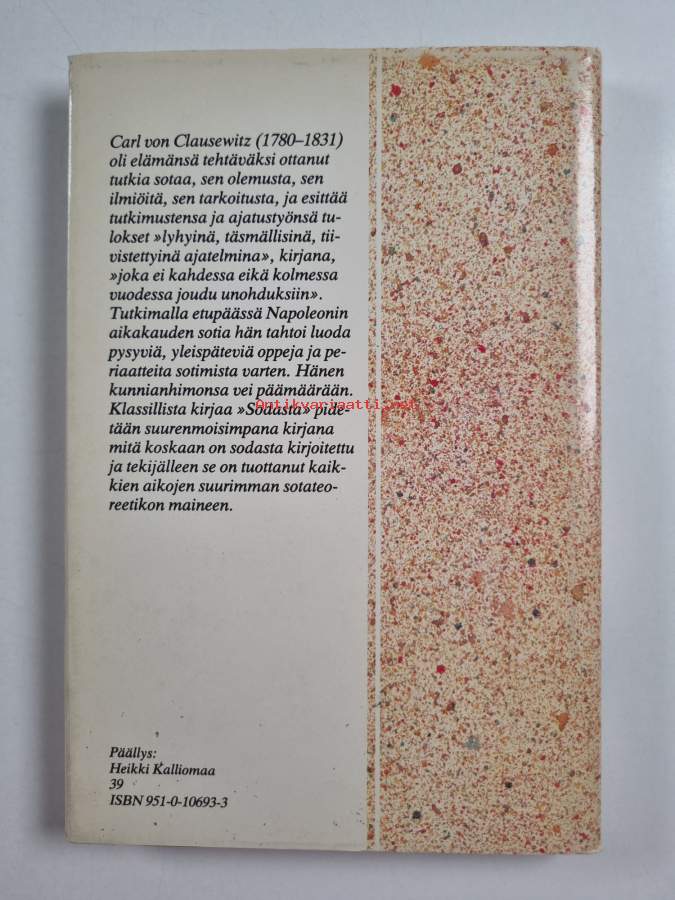 Carl von Clausewitz (1780–1831)
oli elämänsä tehtäväksi ottanut
tutkia sotaa, sen olemusta, sen
ilmiöitä, sen tarkoitusta, ja esittää
tutkimustensa ja ajatustyönsä tu-
lokset »lyhyinä, täsmällisinä, tii-
vistettyinä ajatelmina», kirjana,
»joka ei kahdessa eikä kolmessa
vuodessa joudu unohduksiin».
Tutkimalla etupäässä Napoleonin
aikakauden sotia hän tahtoi luoda
pysyviä, yleispäteviä oppeja ja pe-
riaatteita sotimista varten. Hänen
kunnianhimonsa vei päämäärään.
Klassillista kirjaa »Sodasta» pide-
tään suurenmoisimpana kirjana
mitä koskaan on sodasta kirjoitettu
ja tekijälleen se on tuottanut kaik-
kien aikojen suurimman sotateo-
reetikon maineen.
Antikvariaatti.net
Päällys:
Heikki Kalliomaa
39
ISBN 951-0-10693-3